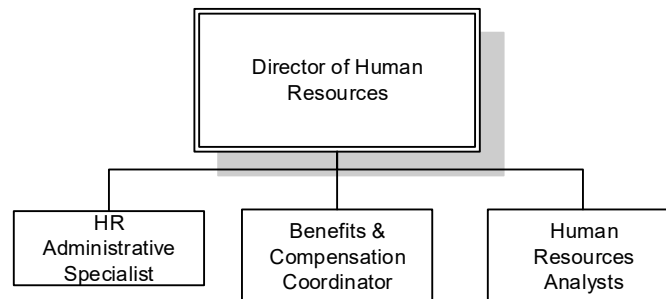 Director of Human
Resources
HR
Administrative
Specialist
Benefits &
Compensation
Coordinator
Human
Resources
Analysts